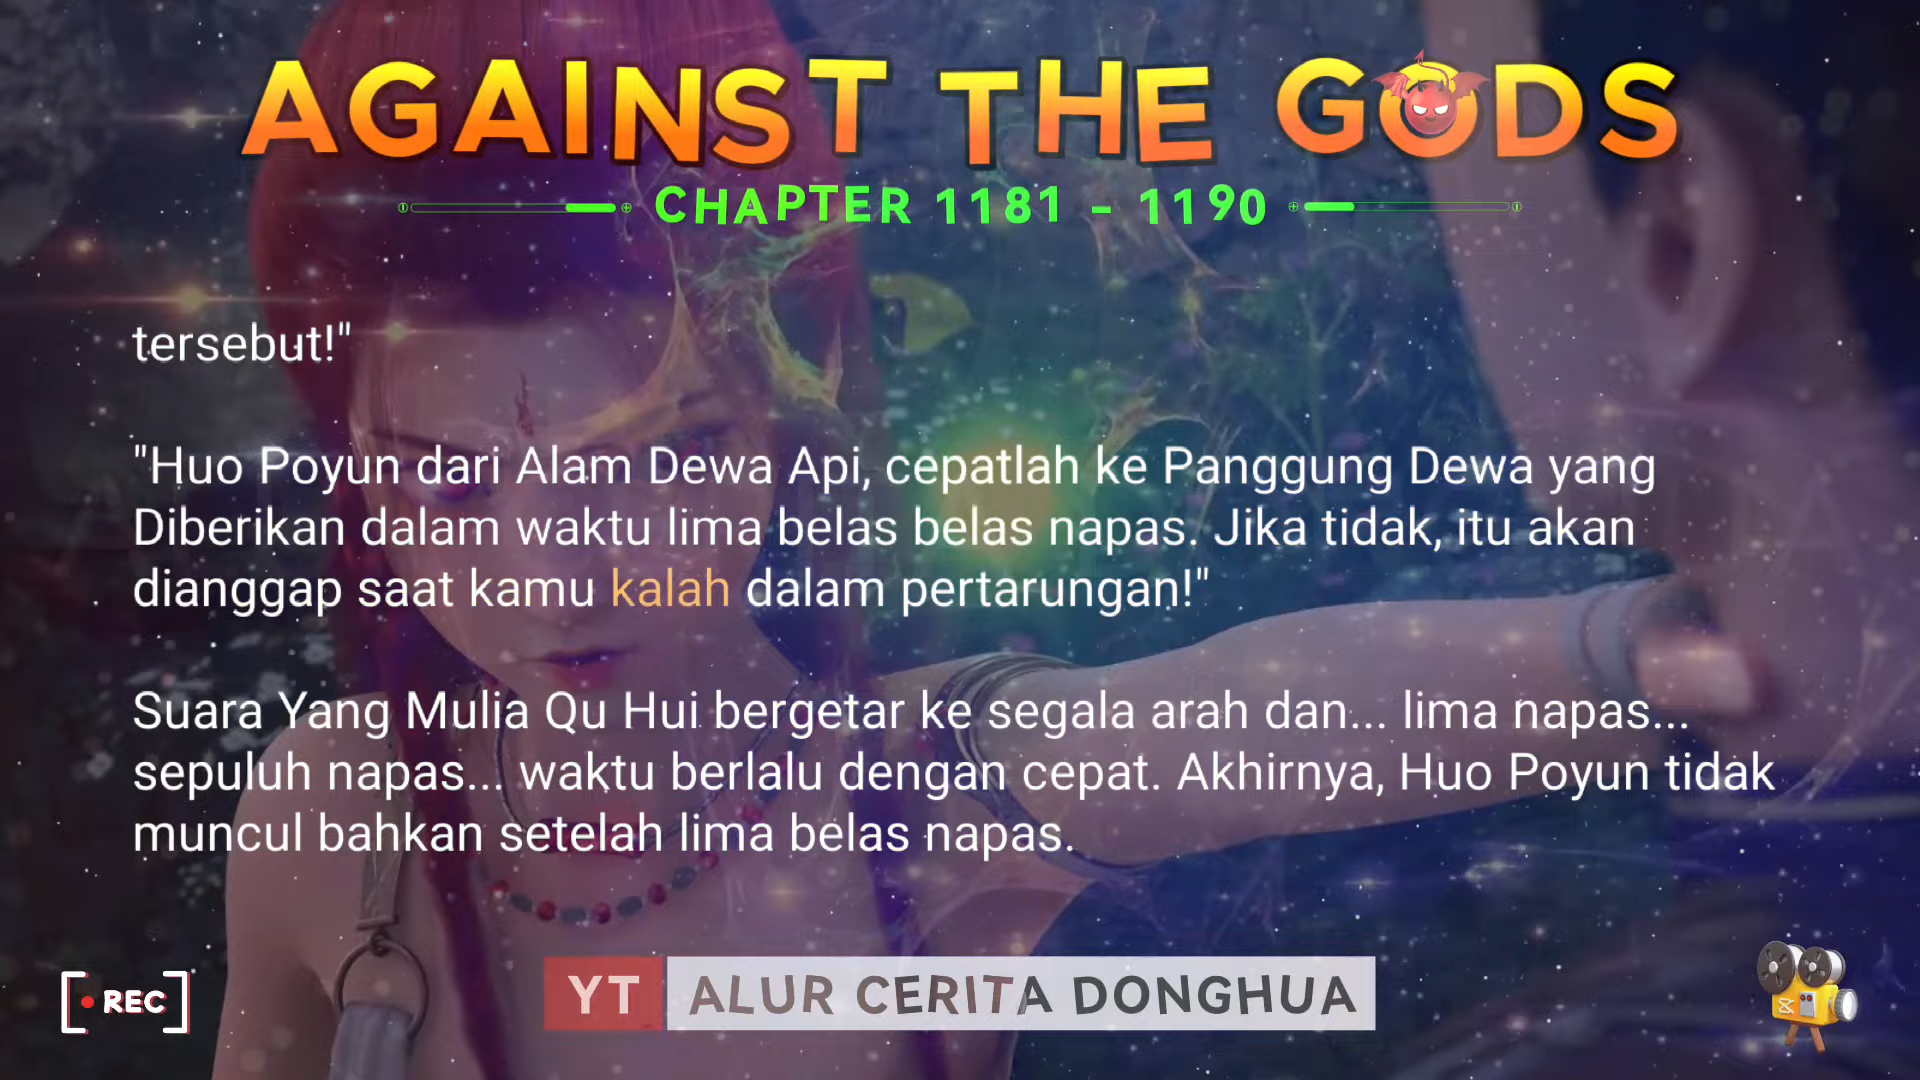 AGAINST THE GODS
CHAPTER 1181 - 1190
tersebut!"
"Huo Poyun dari Alam Dewa Api, cepatlah ke Panggung Dewa yang
Diberikan dalam waktu lima belas belas napas. Jika tidak, itu akan
dianggap saat kamu kalah dalam pertarungan!"
Suara Yang Mulia Qu Hui bergetar ke segala arah dan... lima napas...
sepuluh napas... waktu berlalu dengan cepat. Akhirnya, Huo Poyun tidak
muncul bahkan setelah lima belas napas.
REC
YT ALUR CERITA DONGHUA